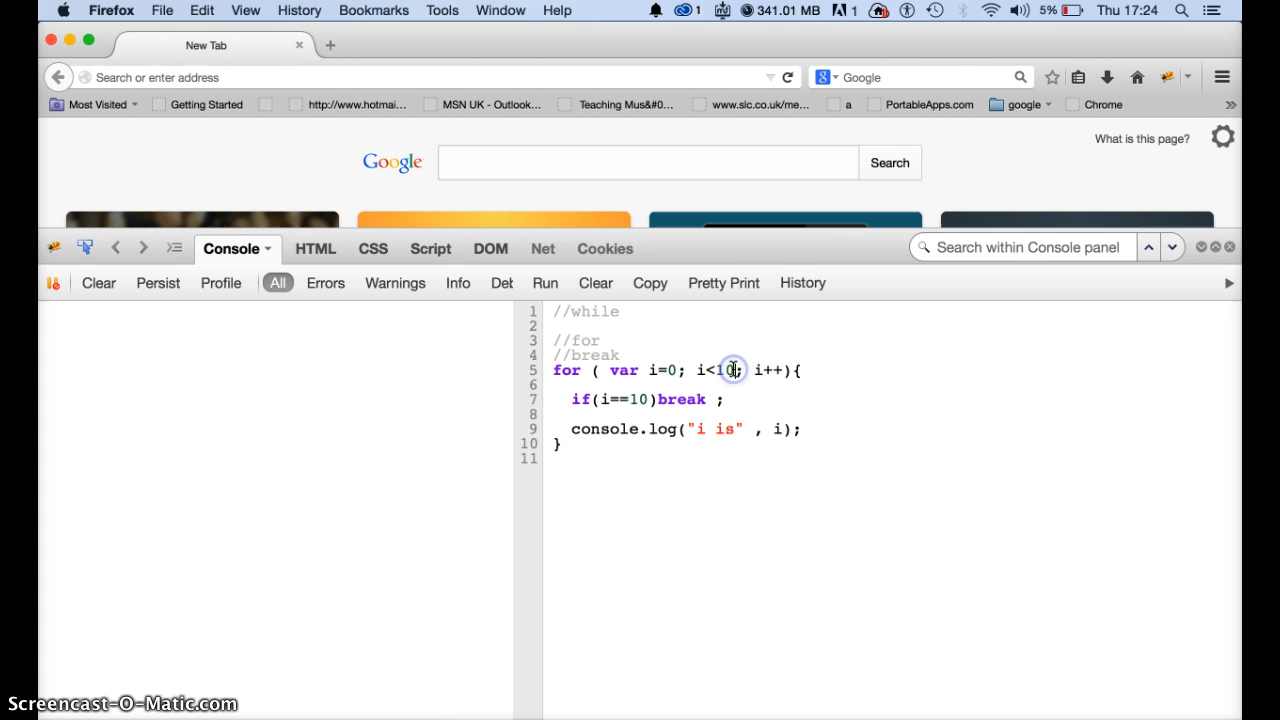 Firefox File Edit View History Bookmarks Tools Window Help 1 341.01 MB 1 5% Thu 17:24
New Tab
Search or enter address Google
Most Visited Getting Started http://www.hotmai... MSN UK - Outlook... Teaching Mus&#0... www.slc.co.uk/me... a PortableApps.com google Chrome
What is this page?
Google Search
Console HTML CSS Script DOM Net Cookies Search within Console panel
Clear Persist Profile All Errors Warnings Info Det Run Clear Copy Pretty Print History
1 //while
2
3 //for
4 //break
5 for ( var i=0; i<10; i++){
6
7 if(i==10)break ;
8
9 console.log("i is" , i);
10 }
11
Screencast-O-Matic.com